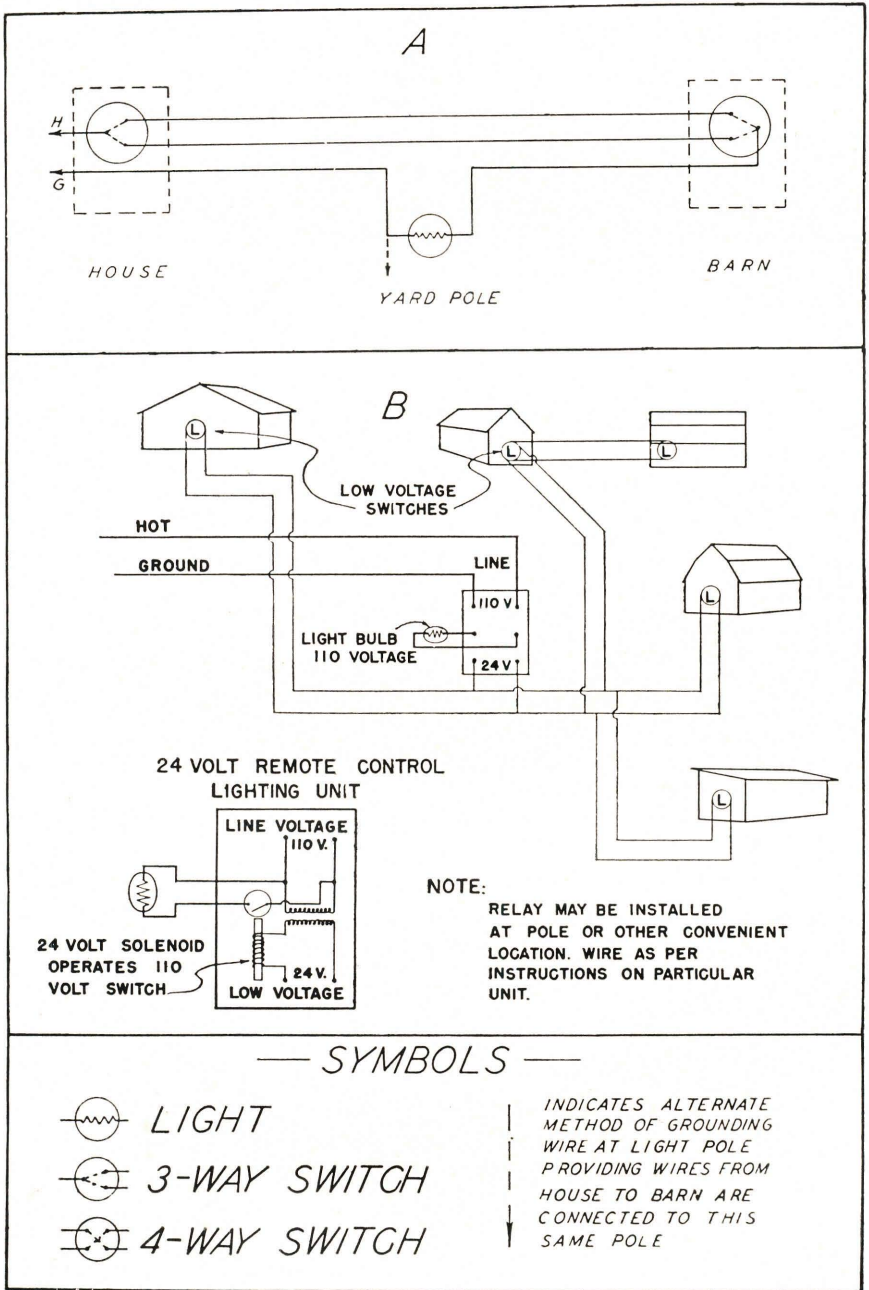 A
H
G
HOUSE
YARD POLE
BARN
B
L
L
L
LOW VOLTAGE
SWITCHES
HOT
GROUND
LINE
110 V
L
LIGHT BULB
110 VOLTAGE
24 V
24 VOLT REMOTE CONTROL
LIGHTING UNIT
L
LINE VOLTAGE
110 V.
24 VOLT SOLENOID
OPERATES 110
VOLT SWITCH
24 V.
LOW VOLTAGE
NOTE:
RELAY MAY BE INSTALLED
AT POLE OR OTHER CONVENIENT
LOCATION. WIRE AS PER
INSTRUCTIONS ON PARTICULAR
UNIT.
— SYMBOLS —
LIGHT
3-WAY SWITCH
4-WAY SWITCH
INDICATES ALTERNATE
METHOD OF GROUNDING
WIRE AT LIGHT POLE
PROVIDING WIRES FROM
HOUSE TO BARN ARE
CONNECTED TO THIS
SAME POLE